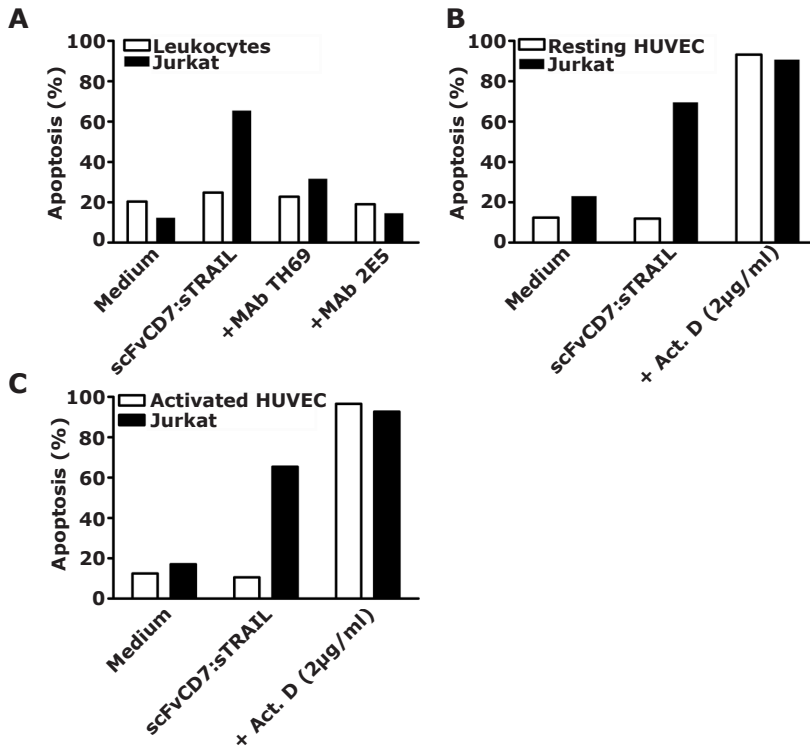 A
Leukocytes
Jurkat
Apoptosis (%)
100
80
60
40
20
0
Medium
scFvCD7:sTRAIL
+MAb TH69
+MAb 2E5
B
Resting HUVEC
Jurkat
Apoptosis (%)
100
80
60
40
20
0
Medium
scFvCD7:sTRAIL
+ Act. D (2µg/ml)
C
Activated HUVEC
Jurkat
Apoptosis (%)
100
80
60
40
20
0
Medium
scFvCD7:sTRAIL
+ Act. D (2µg/ml)